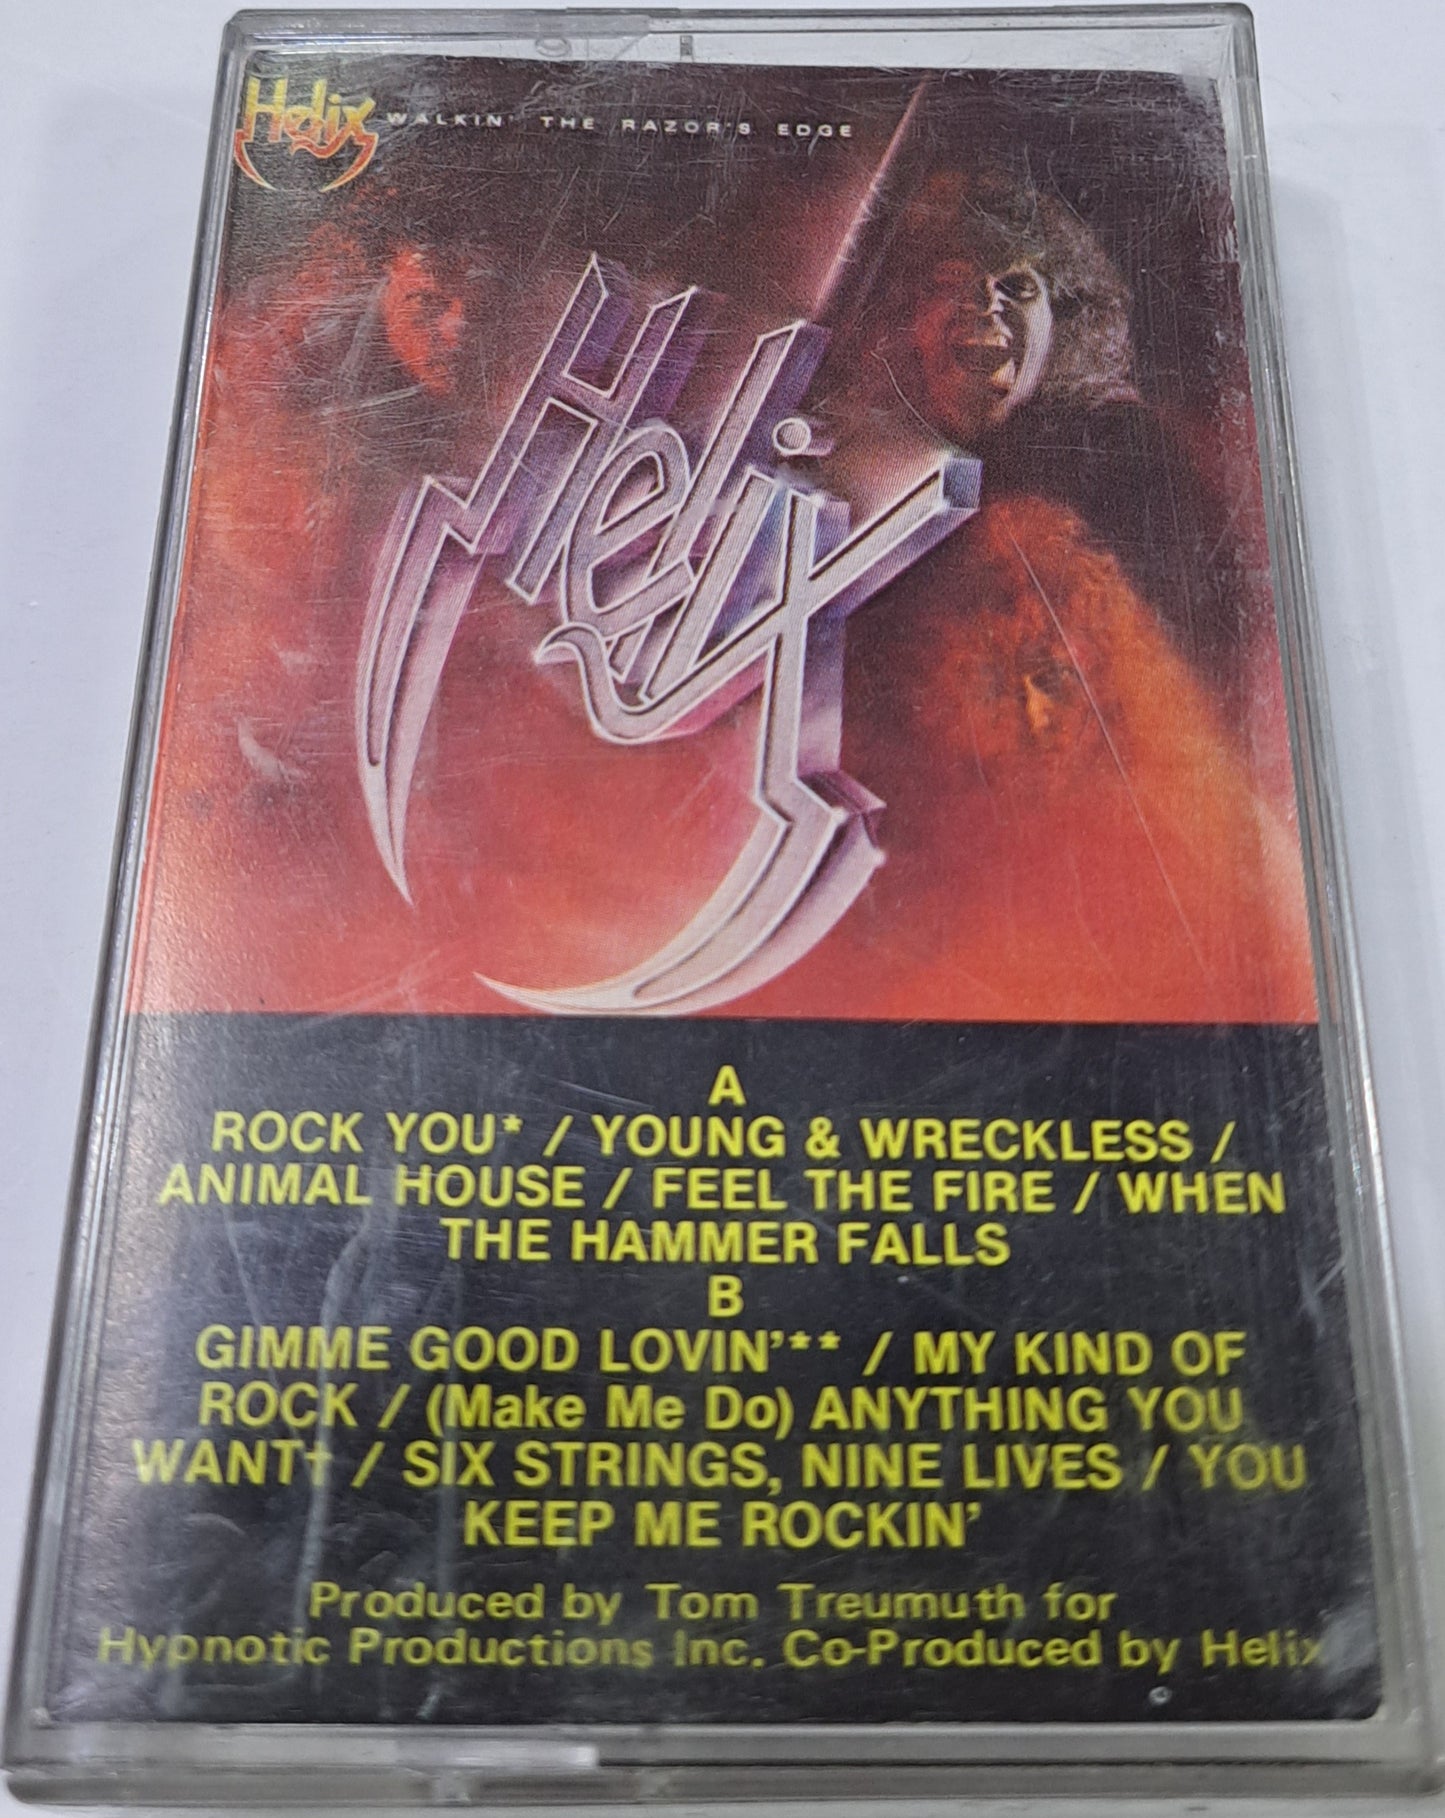 Helix WALKIN' THE RAZOR'S EDGE
Helix
A
ROCK YOU* / YOUNG & WRECKLESS /
ANIMAL HOUSE / FEEL THE FIRE / WHEN
THE HAMMER FALLS
B
GIMME GOOD LOVIN'** / MY KIND OF
ROCK / (Make Me Do) ANYTHING YOU
WANT† / SIX STRINGS, NINE LIVES / YOU
KEEP ME ROCKIN'
Produced by Tom Treumuth for
Hypnotic Productions Inc. Co-Produced by Helix